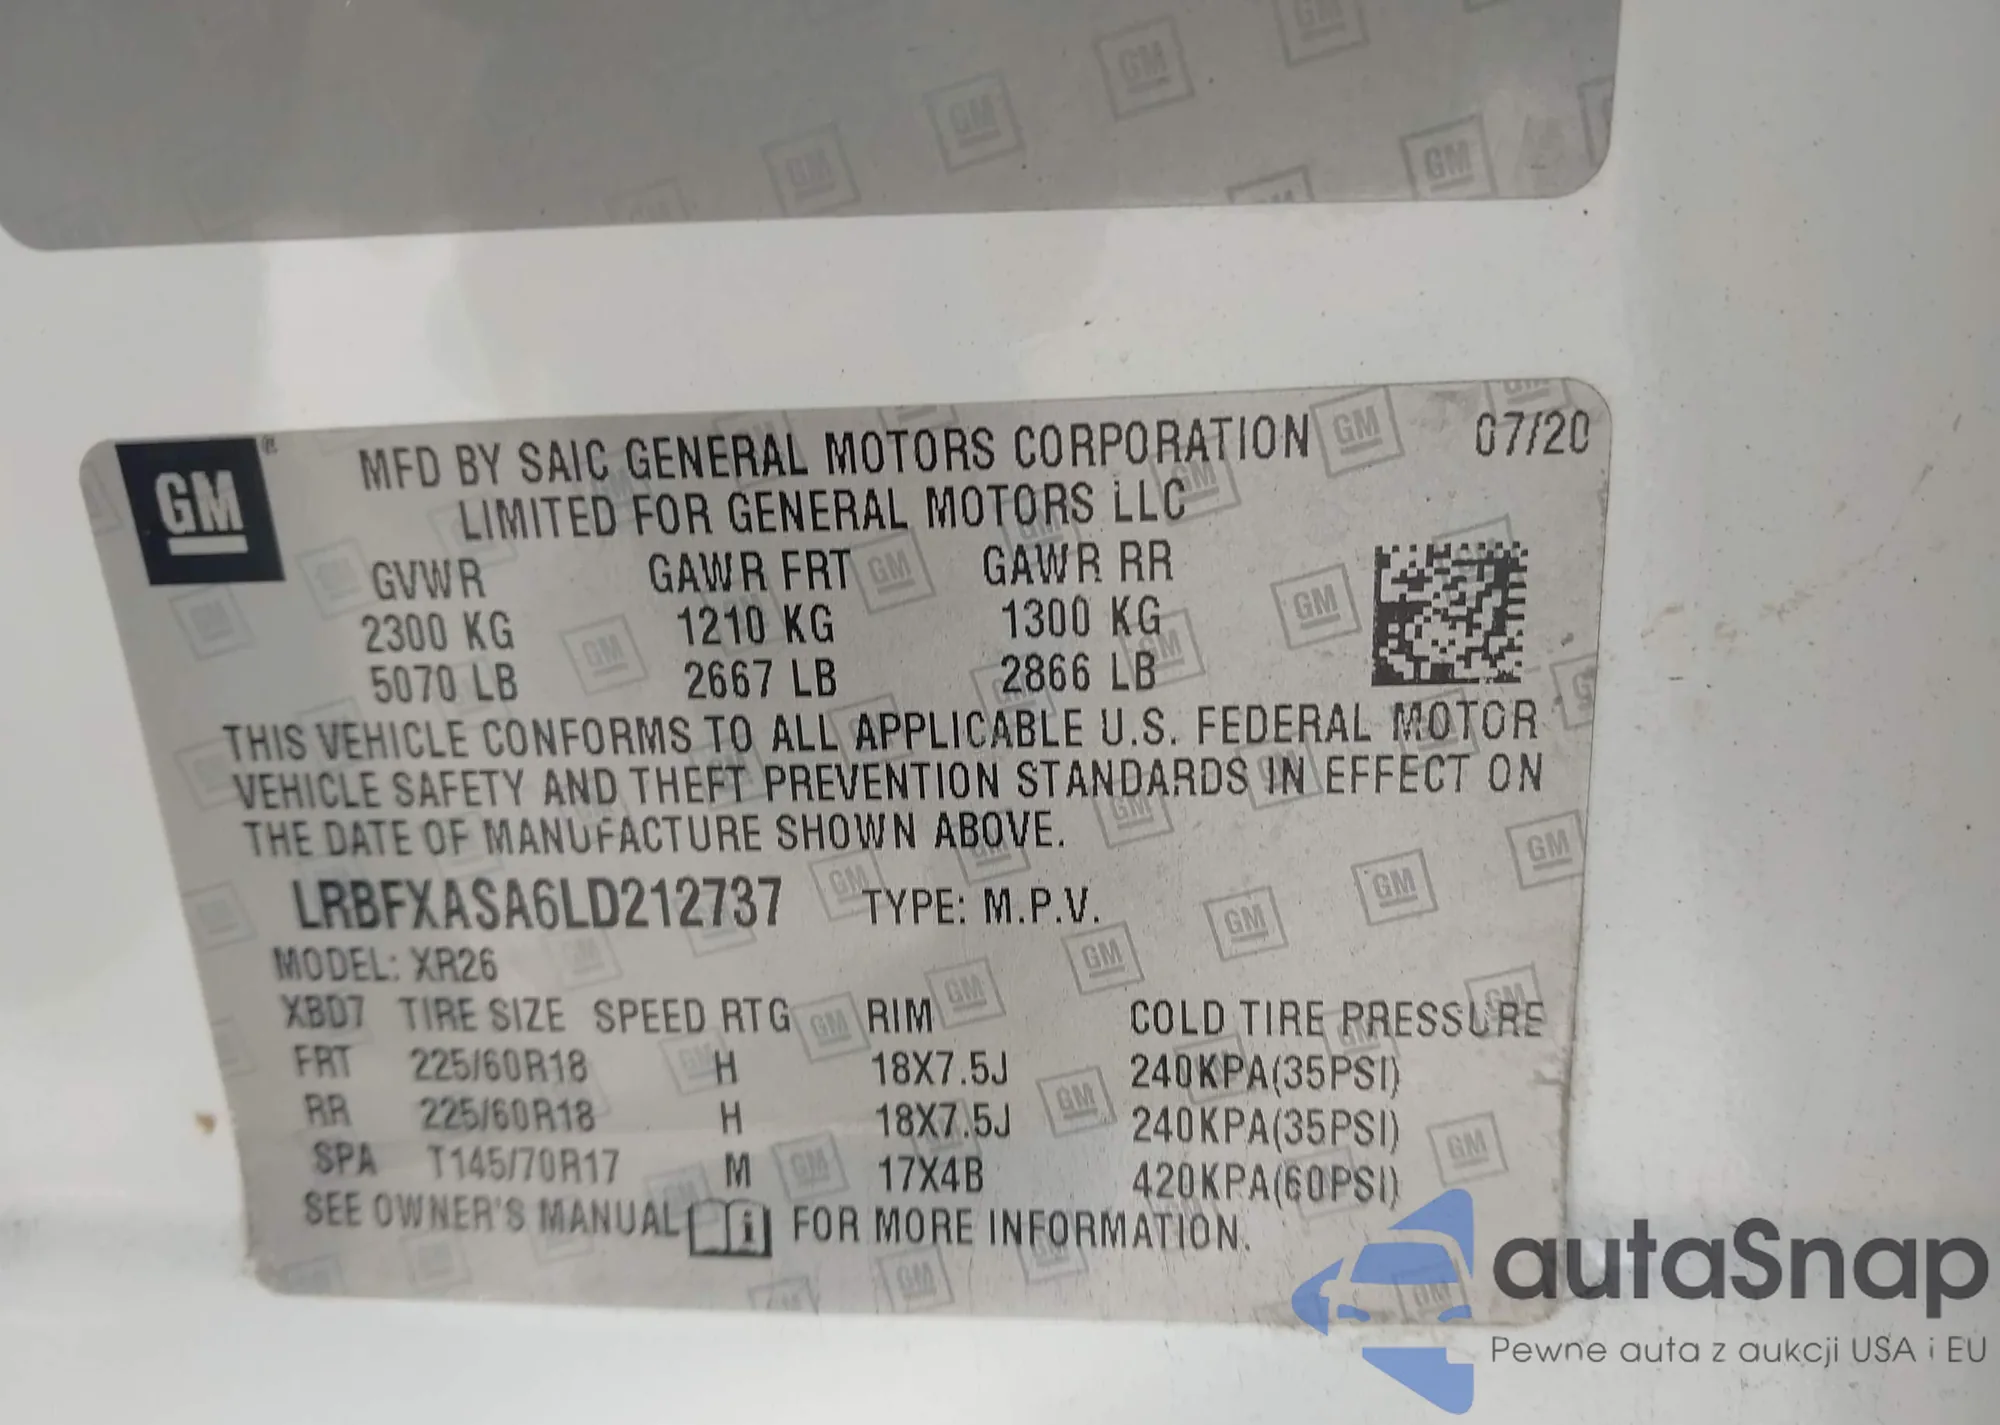 GM
MFD BY SAIC GENERAL MOTORS CORPORATION 07/20
LIMITED FOR GENERAL MOTORS LLC
GVWR GAWR FRT GAWR RR
2300 KG 1210 KG 1300 KG
5070 LB 2667 LB 2866 LB
THIS VEHICLE CONFORMS TO ALL APPLICABLE U.S. FEDERAL MOTOR
VEHICLE SAFETY AND THEFT PREVENTION STANDARDS IN EFFECT ON
THE DATE OF MANUFACTURE SHOWN ABOVE.
LRBFXASA6LD212737 TYPE: M.P.V.
MODEL: XR26
XBD7 TIRE SIZE SPEED RTG RIM COLD TIRE PRESSURE
FRT 225/60R18 H 18X7.5J 240KPA(35PSI)
RR 225/60R18 H 18X7.5J 240KPA(35PSI)
SPA T145/70R17 M 17X4B 420KPA(60PSI)
SEE OWNER'S MANUAL FOR MORE INFORMATION.
autaSnap
Pewne auta z aukcji USA i EU